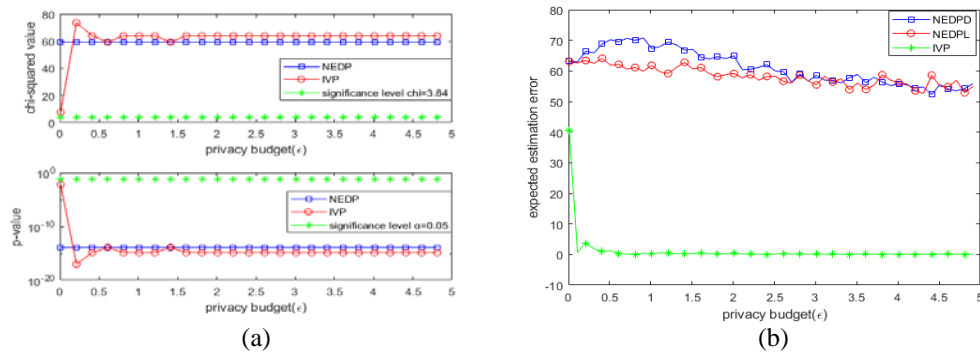 80
60
40
20
0
chi-squared value
NEDP
IVP
significance level chi=3.84
0 0.5 1 1.5 2 2.5 3 3.5 4 4.5 5
privacy budget(ϵ)
10^0
10^-10
10^-20
p-value
NEDP
IVP
significance level α=0.05
0 0.5 1 1.5 2 2.5 3 3.5 4 4.5 5
privacy budget(ϵ)
(a)
80
70
60
50
40
30
20
10
0
-10
expected estimation error
NEDPD
NEDPL
IVP
0 0.5 1 1.5 2 2.5 3 3.5 4 4.5 5
privacy budget(ϵ)
(b)